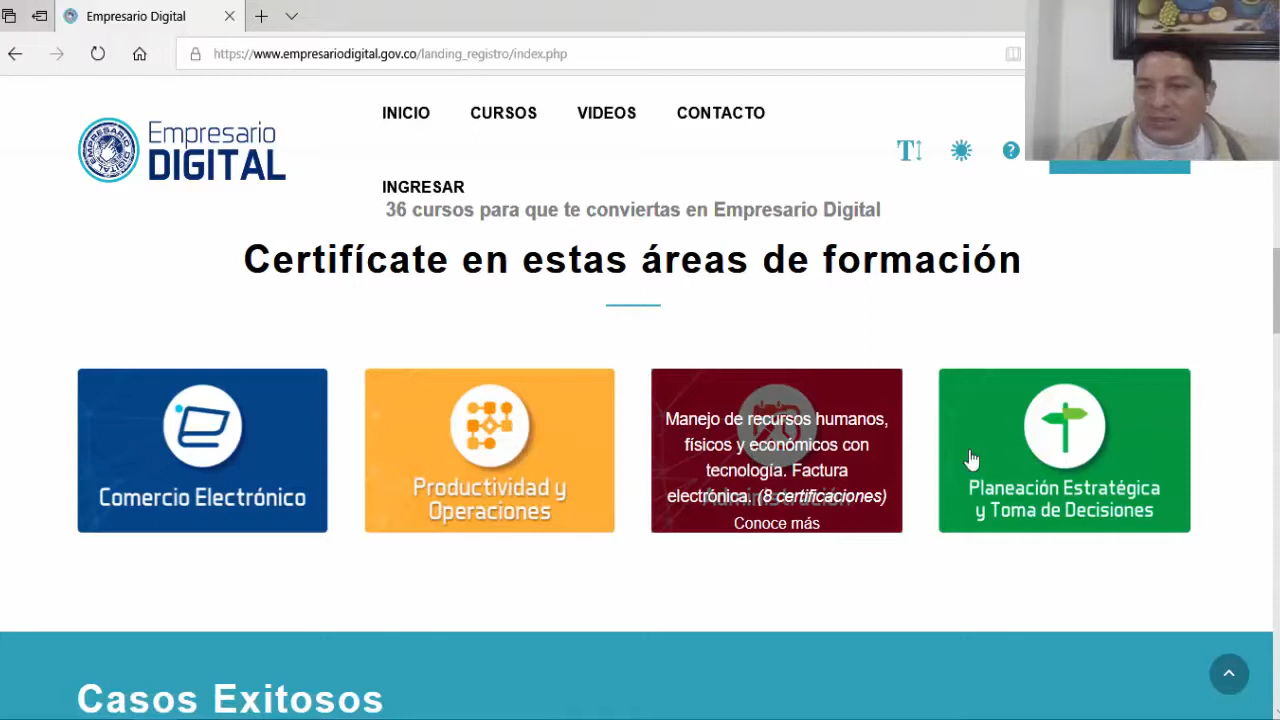 Empresario Digital
https://www.empresariodigital.gov.co/landing_registro/index.php
INICIO CURSOS VIDEOS CONTACTO
Empresario
DIGITAL
EMPRESARIO DIGITAL
T
?
INGRESAR
36 cursos para que te conviertas en Empresario Digital
Certifícate en estas áreas de formación
Comercio Electrónico
Productividad y
Operaciones
Manejo de recursos humanos,
físicos y económicos con
tecnología. Factura
electrónica. (8 certificaciones)
Administración
Conoce más
Planeación Estratégica
y Toma de Decisiones
Casos Exitosos